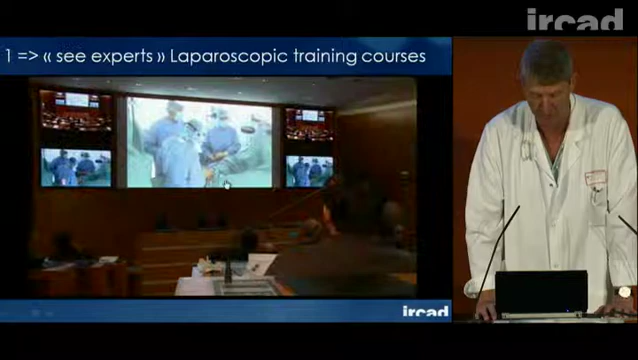 ircad
1 => « see experts » Laparoscopic training courses
ircad